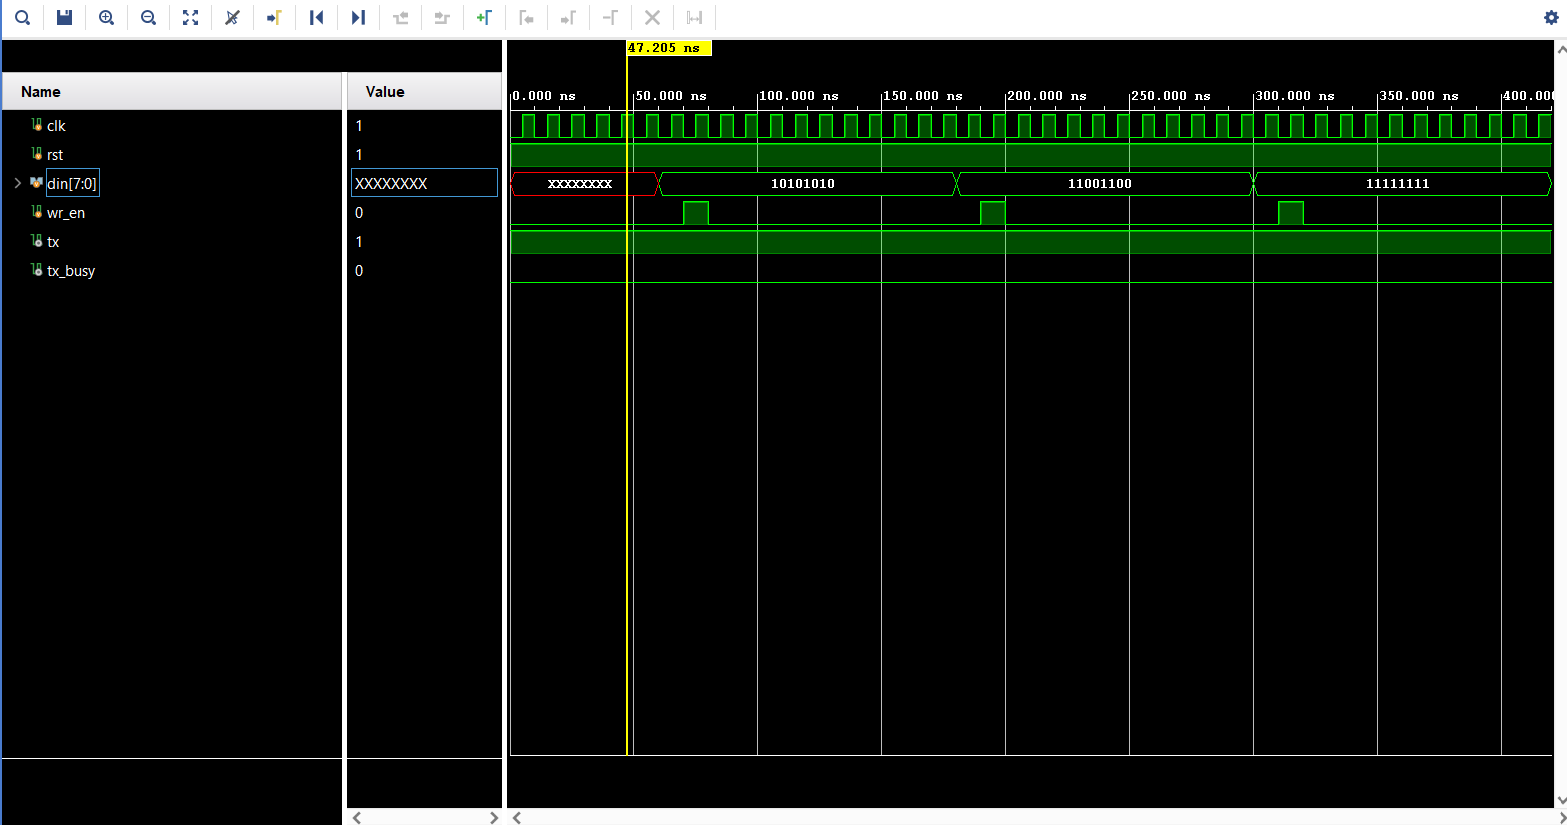 47.205 ns
Name Value
0.000 ns 50.000 ns 100.000 ns 150.000 ns 200.000 ns 250.000 ns 300.000 ns 350.000 ns 400.000
clk 1
rst 1
din[7:0] XXXXXXXX XXXXXXXX 10101010 11001100 11111111
wr_en 0
tx 1
tx_busy 0